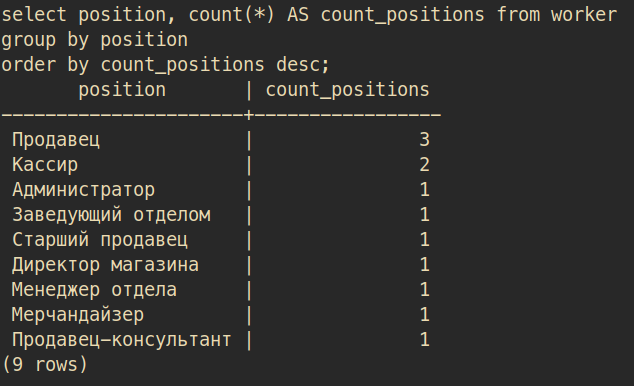 select position, count(*) AS count_positions from worker
group by position
order by count_positions desc;
       position       | count_positions
----------------------+-----------------
 Продавец             |               3
 Кассир               |               2
 Администратор        |               1
 Заведующий отделом   |               1
 Старший продавец     |               1
 Директор магазина    |               1
 Менеджер отдела      |               1
 Мерчандайзер         |               1
 Продавец-консультант |               1
(9 rows)